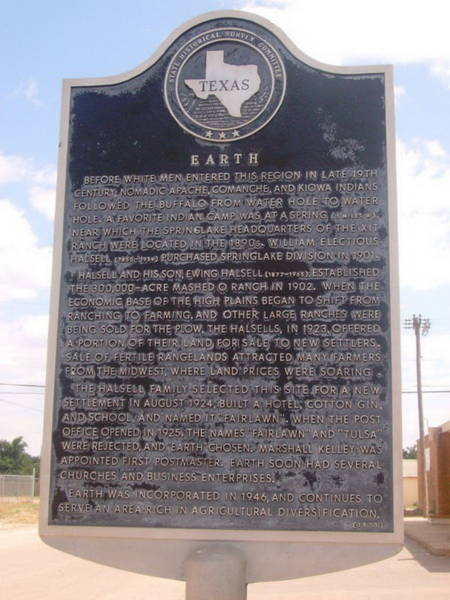 STATE HISTORICAL SURVEY COMMITTEE
TEXAS
EARTH
BEFORE WHITE MEN ENTERED THIS REGION IN LATE 19TH
CENTURY, NOMADIC APACHE, COMANCHE, AND KIOWA INDIANS
FOLLOWED THE BUFFALO FROM WATER HOLE TO WATER
HOLE. A FAVORITE INDIAN CAMP WAS AT A SPRING
NEAR WHICH THE SPRINGLAKE HEADQUARTERS OF THE XIT
RANCH WERE LOCATED IN THE 1890s. WILLIAM ELECTIOUS
HALSELL PURCHASED SPRINGLAKE DIVISION IN 1901.
HALSELL AND HIS SON, EWING HALSELL (1877-1965) ESTABLISHED
THE 300,000-ACRE MASHED O RANCH IN 1902. WHEN THE
ECONOMIC BASE OF THE HIGH PLAINS BEGAN TO SHIFT FROM
RANCHING TO FARMING, AND OTHER LARGE RANCHES WERE
BEING SOLD FOR THE PLOW, THE HALSELLS, IN 1923, OFFERED
A PORTION OF THEIR LAND FOR SALE TO NEW SETTLERS.
SALE OF FERTILE RANGELANDS ATTRACTED MANY FARMERS
FROM THE MIDWEST, WHERE LAND PRICES WERE SOARING
THE HALSELL FAMILY SELECTED THIS SITE FOR A NEW
SETTLEMENT IN AUGUST 1924, BUILT A HOTEL, COTTON GIN,
AND SCHOOL, AND NAMED IT "FAIRLAWN". WHEN THE POST
OFFICE OPENED IN 1925, THE NAMES "FAIRLAWN" AND "TULSA"
WERE REJECTED, AND "EARTH" CHOSEN. MARSHALL KELLEY WAS
APPOINTED FIRST POSTMASTER. EARTH SOON HAD SEVERAL
CHURCHES AND BUSINESS ENTERPRISES.
EARTH WAS INCORPORATED IN 1946, AND CONTINUES TO
SERVE AN AREA RICH IN AGRICULTURAL DIVERSIFICATION.